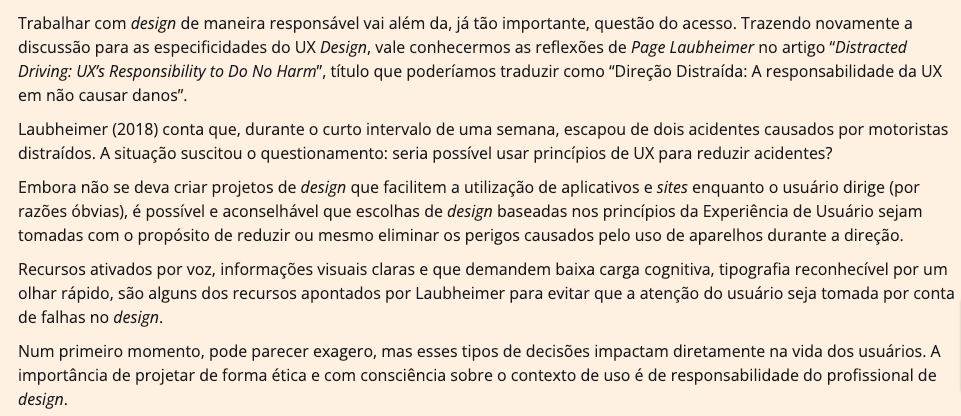 Trabalhar com design de maneira responsável vai além da, já tão importante, questão do acesso. Trazendo novamente a
discussão para as especificidades do UX Design, vale conhecermos as reflexões de Page Laubheimer no artigo “Distracted
Driving: UX’s Responsibility to Do No Harm”, título que poderíamos traduzir como “Direção Distraída: A responsabilidade da UX
em não causar danos”.
Laubheimer (2018) conta que, durante o curto intervalo de uma semana, escapou de dois acidentes causados por motoristas
distraídos. A situação suscitou o questionamento: seria possível usar princípios de UX para reduzir acidentes?
Embora não se deva criar projetos de design que facilitem a utilização de aplicativos e sites enquanto o usuário dirige (por
razões óbvias), é possível e aconselhável que escolhas de design baseadas nos princípios da Experiência de Usuário sejam
tomadas com o propósito de reduzir ou mesmo eliminar os perigos causados pelo uso de aparelhos durante a direção.
Recursos ativados por voz, informações visuais claras e que demandem baixa carga cognitiva, tipografia reconhecível por um
olhar rápido, são alguns dos recursos apontados por Laubheimer para evitar que a atenção do usuário seja tomada por conta
de falhas no design.
Num primeiro momento, pode parecer exagero, mas esses tipos de decisões impactam diretamente na vida dos usuários. A
importância de projetar de forma ética e com consciência sobre o contexto de uso é de responsabilidade do profissional de
design.